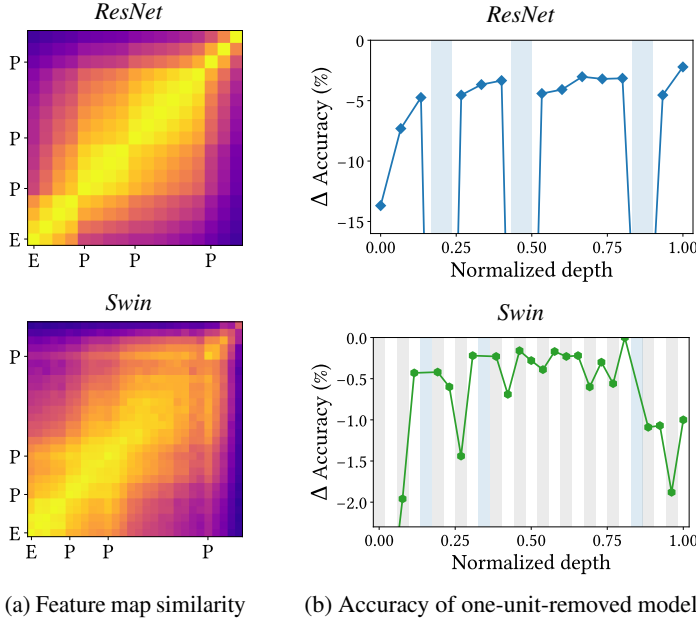 ResNet
P
P
P
E
E P P P
ResNet
0
−5
−10
−15
Δ Accuracy (%)
0.00 0.25 0.50 0.75 1.00
Normalized depth
Swin
P
P
P
E
E P P P
Swin
0.0
−0.5
−1.0
−1.5
−2.0
Δ Accuracy (%)
0.00 0.25 0.50 0.75 1.00
Normalized depth
(a) Feature map similarity
(b) Accuracy of one-unit-removed model